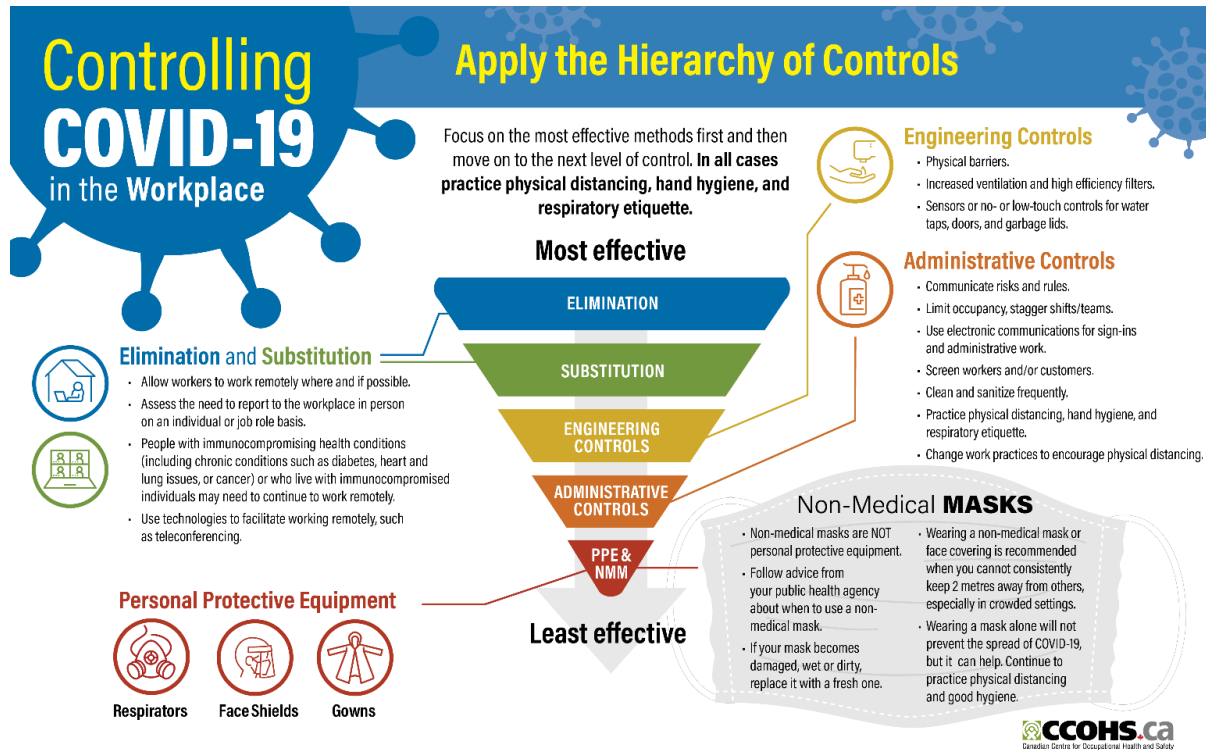 Controlling
COVID-19
in the Workplace
Apply the Hierarchy of Controls
Focus on the most effective methods first and then
move on to the next level of control. In all cases
practice physical distancing, hand hygiene, and
respiratory etiquette.
Most effective
ELIMINATION
SUBSTITUTION
ENGINEERING
CONTROLS
ADMINISTRATIVE
CONTROLS
PPE &
NMM
Least effective
Elimination and Substitution
· Allow workers to work remotely where and if possible.
· Assess the need to report to the workplace in person
on an individual or job role basis.
· People with immunocompromising health conditions
(including chronic conditions such as diabetes, heart and
lung issues, or cancer) or who live with immunocompromised
individuals may need to continue to work remotely.
· Use technologies to facilitate working remotely, such
as teleconferencing.
Personal Protective Equipment
Respirators
Face Shields
Gowns
Engineering Controls
· Physical barriers.
· Increased ventilation and high efficiency filters.
· Sensors or no- or low-touch controls for water
taps, doors, and garbage lids.
Administrative Controls
· Communicate risks and rules.
· Limit occupancy, stagger shifts/teams.
· Use electronic communications for sign-ins
and administrative work.
· Screen workers and/or customers.
· Clean and sanitize frequently.
· Practice physical distancing, hand hygiene, and
respiratory etiquette.
· Change work practices to encourage physical distancing.
Non-Medical MASKS
· Non-medical masks are NOT
personal protective equipment.
· Follow advice from
your public health agency
about when to use a non-
medical mask.
· If your mask becomes
damaged, wet or dirty,
replace it with a fresh one.
· Wearing a non-medical mask or
face covering is recommended
when you cannot consistently
keep 2 metres away from others,
especially in crowded settings.
· Wearing a mask alone will not
prevent the spread of COVID-19,
but it can help. Continue to
practice physical distancing
and good hygiene.
CCOHS.ca
Canadian Centre for Occupational Health and Safety